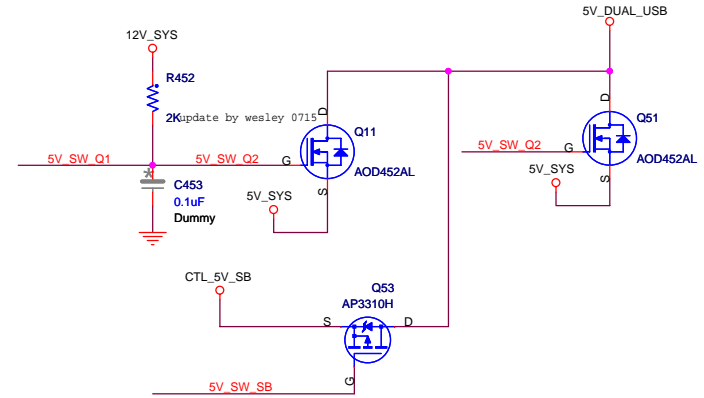 5V_DUAL_USB
12V_SYS
R452
2K
update by wesley 0715
D
Q11
D
Q51
5V_SW_Q1
5V_SW_Q2
G
AOD452AL
5V_SW_Q2
G
AOD452AL
C453
0.1uF
Dummy
5V_SYS
S
5V_SYS
S
CTL_5V_SB
Q53
AP3310H
S
D
G
5V_SW_SB